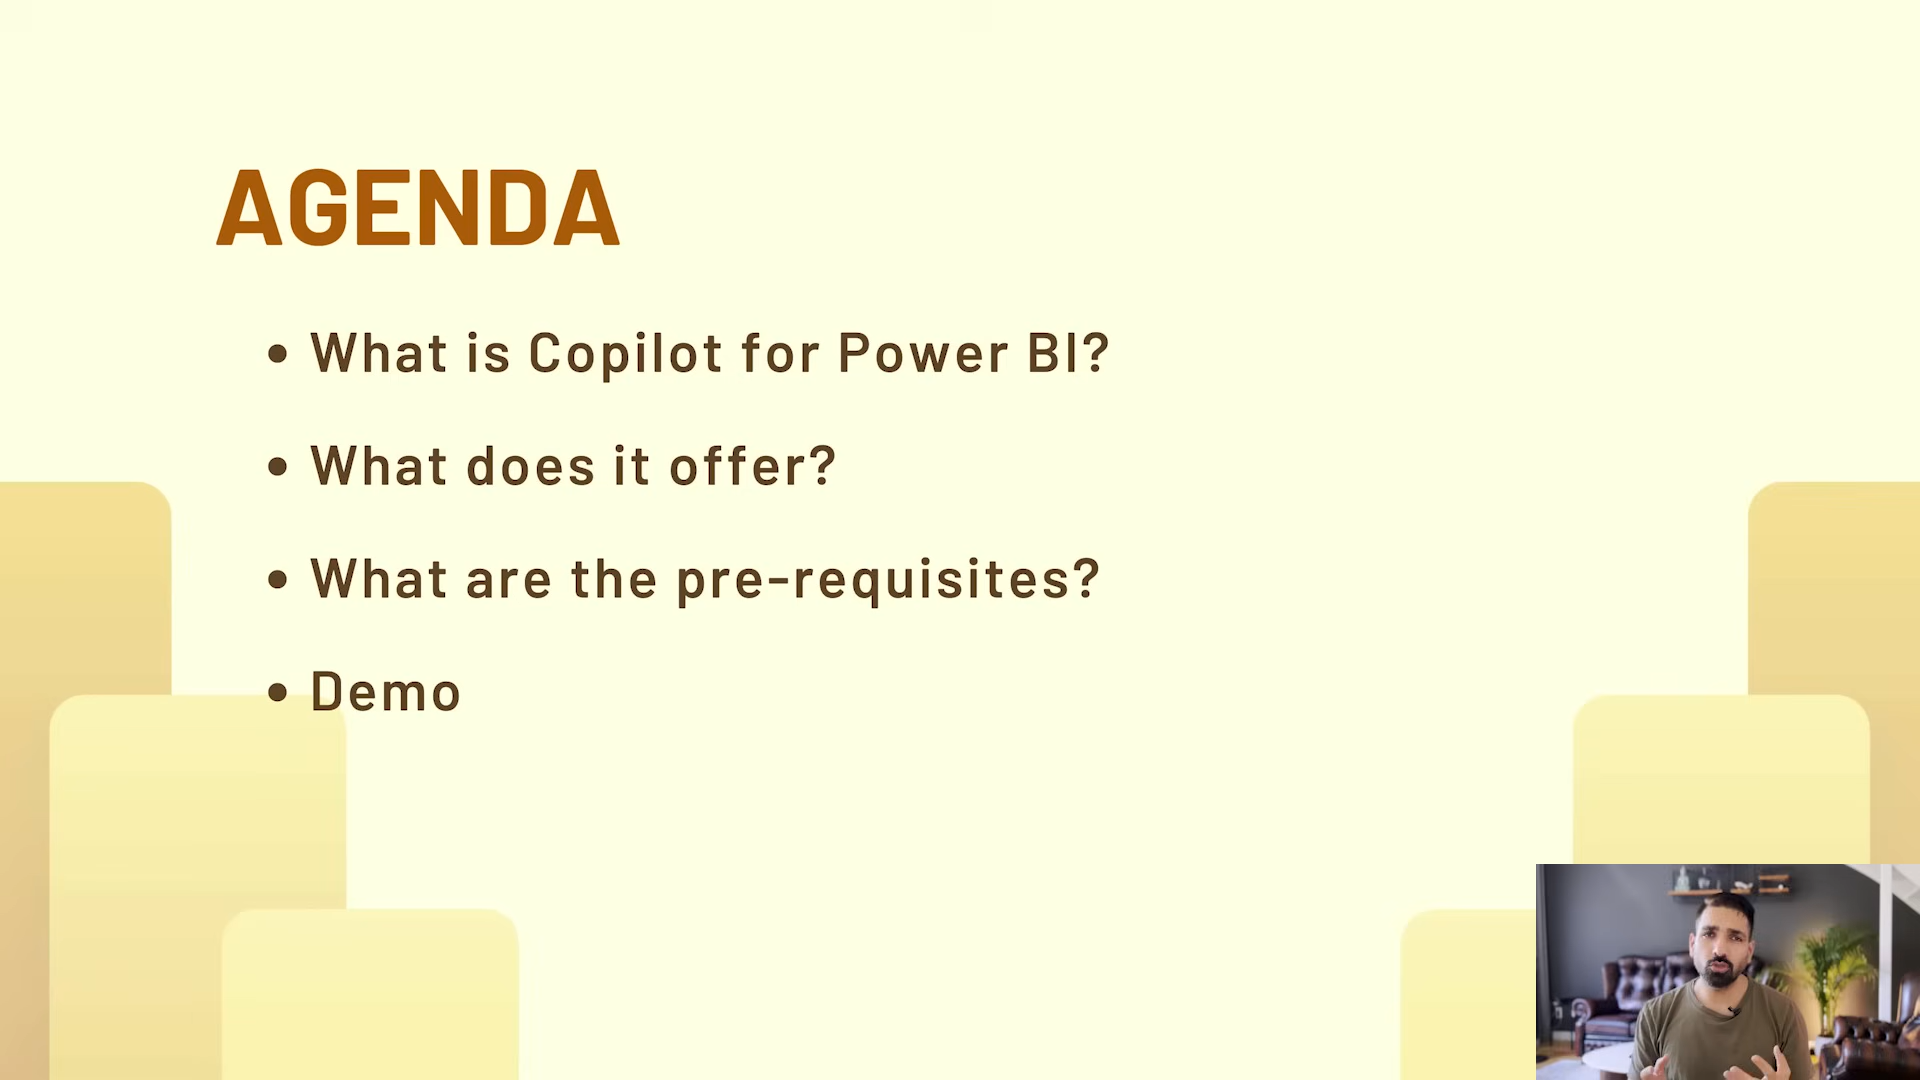 AGENDA
• What is Copilot for Power BI?
• What does it offer?
• What are the pre-requisites?
• Demo